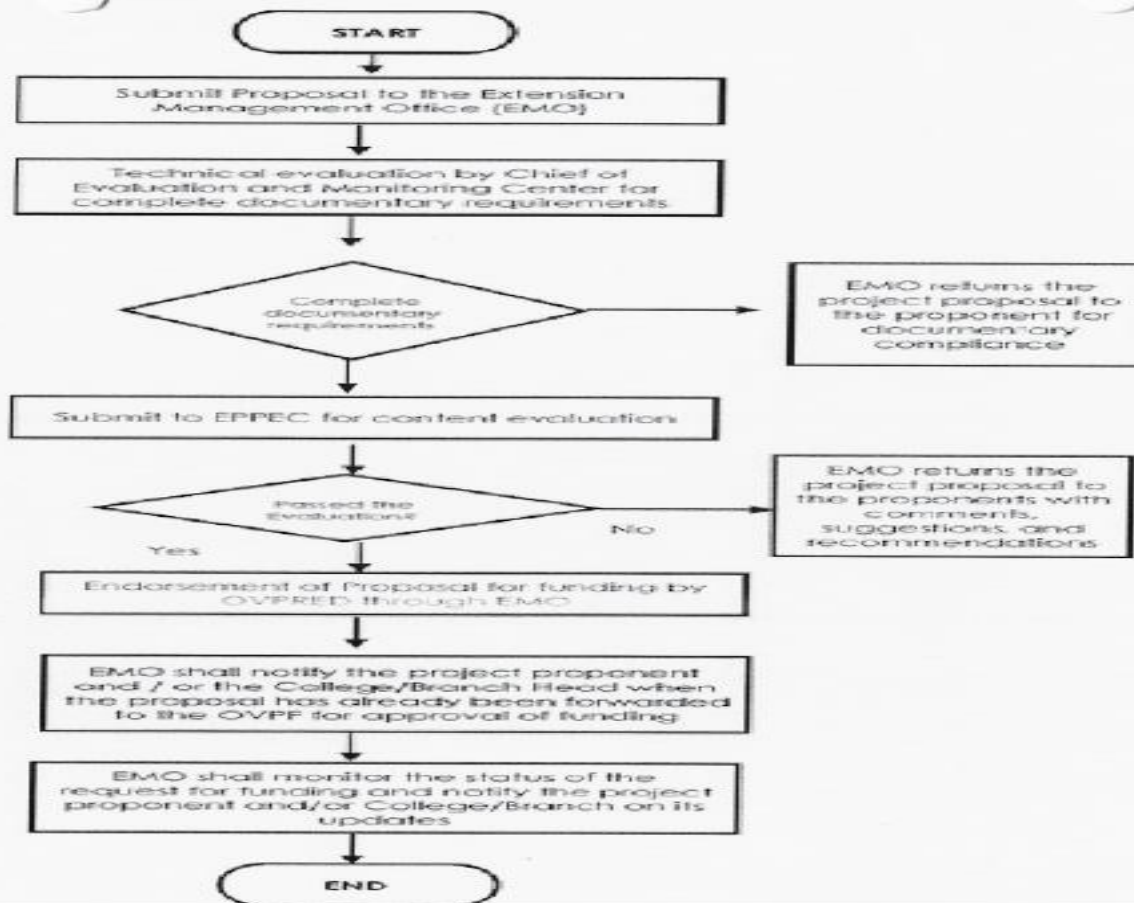 START
Submit Proposal to the Extension
Management Office (EMO)
Technical evaluation by Chief of
Evaluation and Monitoring Center for
complete documentary requirements
Complete
documentary
requirements
EMO returns the
project proposal to
the proponent for
documentary
compliance
Submit to EPPEC for content evaluation
Passed the
Evaluation?
EMO returns the
project proposal to
the proponents with
comments,
suggestions, and
recommendations
No
Yes
Endorsement of Proposal for funding by
OVPRED through EMO
EMO shall notify the project proponent
and / or the College/Branch Head when
the proposal has already been forwarded
to the OVPF for approval of funding
EMO shall monitor the status of the
request for funding and notify the project
proponent and/or College/Branch on its
updates
END